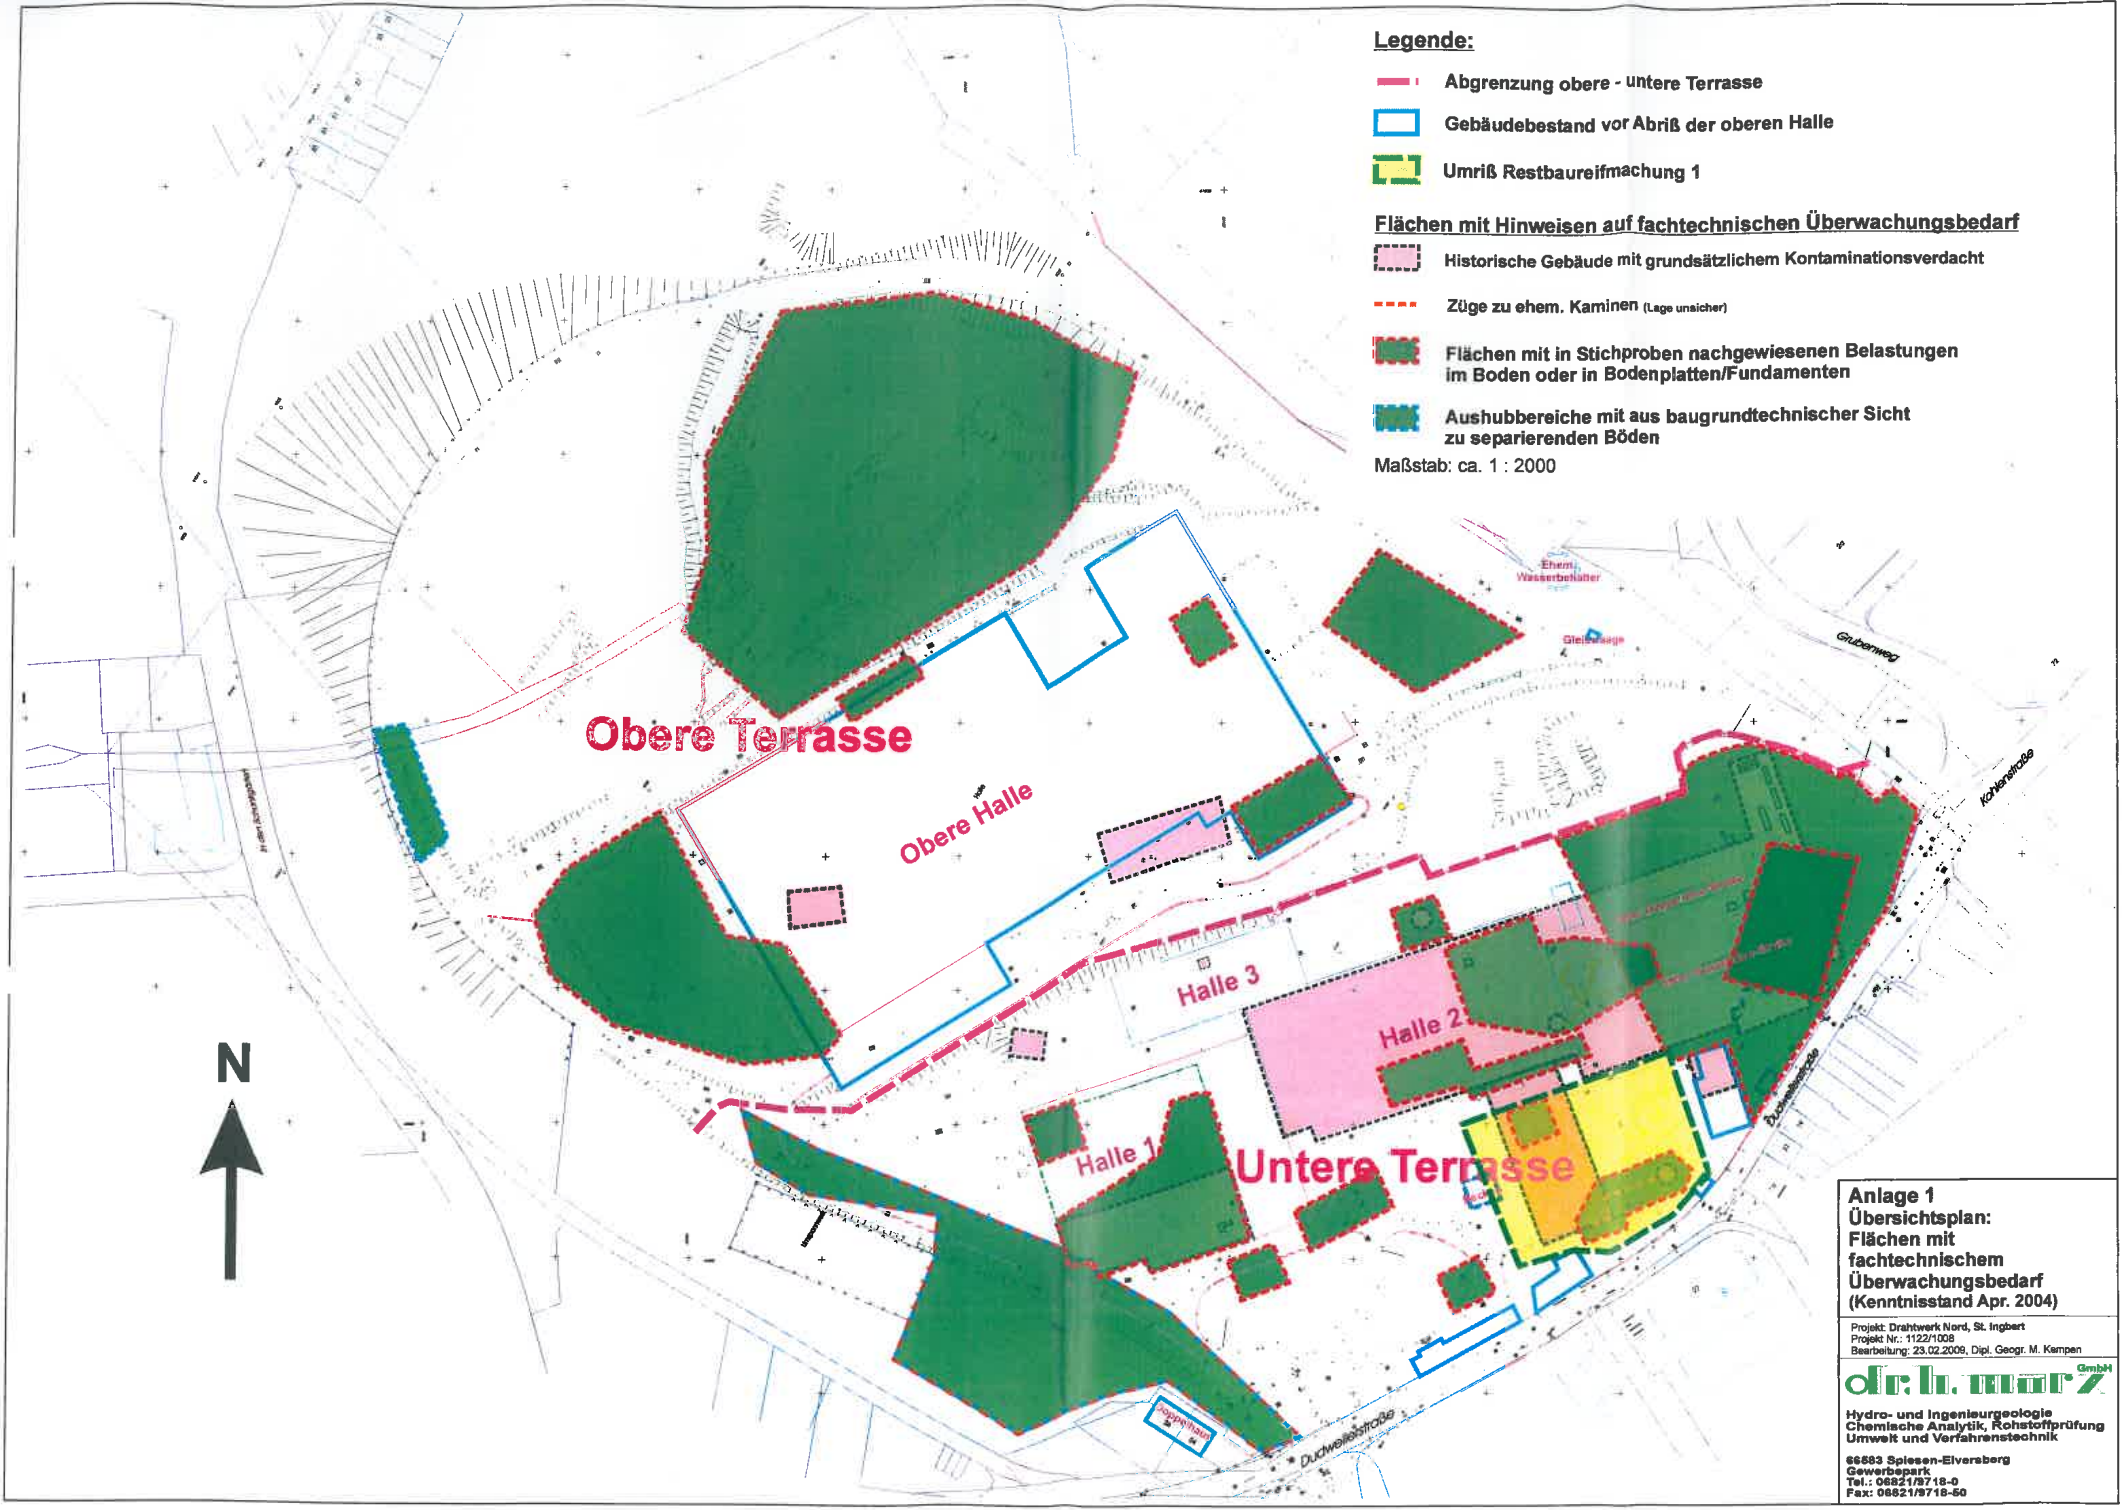 Legende:
Abgrenzung obere - untere Terrasse
Gebäudebestand vor Abriß der oberen Halle
Umriß Restbaureifmachung 1
Flächen mit Hinweisen auf fachtechnischen Überwachungsbedarf
Historische Gebäude mit grundsätzlichem Kontaminationsverdacht
Züge zu ehem. Kaminen (Lage unsicher)
Flächen mit in Stichproben nachgewiesenen Belastungen
im Boden oder in Bodenplatten/Fundamenten
Aushubbereiche mit aus baugrundtechnischer Sicht
zu separierenden Böden
Maßstab: ca. 1 : 2000
Ehem.
Wasserbehälter
Gleiswaage
Grubenweg
Kohlenstraße
Obere Terrasse
Halle
Obere Halle
Halle 3
Halle 2
Halle 1
Untere Terrasse
N
Dudweilerstraße
Doppelhaus
Dudweilerstraße
Anlage 1
Übersichtsplan:
Flächen mit
fachtechnischem
Überwachungsbedarf
(Kenntnisstand Apr. 2004)
Projekt: Drahtwerk Nord, St. Ingbert
Projekt Nr.: 1122/1008
Bearbeitung: 23.02.2009, Dipl. Geogr. M. Kempen
dr. h. marx GmbH
Hydro- und Ingenieurgeologie
Chemische Analytik, Rohstoffprüfung
Umwelt und Verfahrenstechnik
66583 Spiesen-Elversberg
Gewerbepark
Tel.: 06821/9718-0
Fax: 06821/9718-50